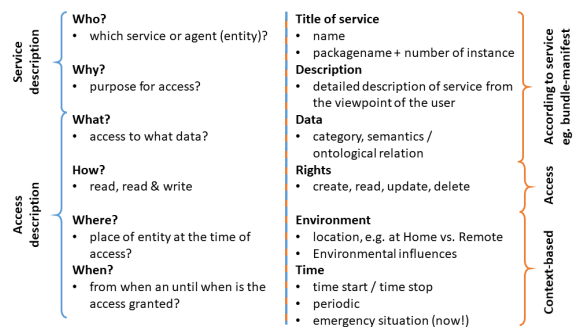 Service
description
Access
description
Who?
• which service or agent (entity)?
Why?
• purpose for access?
What?
• access to what data?
How?
• read, read & write
Where?
• place of entity at the time of
access?
When?
• from when an until when is the
access granted?
Title of service
• name
• packagename + number of instance
Description
• detailed description of service from
the viewpoint of the user
Data
• category, semantics /
ontological relation
Rights
• create, read, update, delete
Environment
• location, e.g. at Home vs. Remote
• Environmental influences
Time
• time start / time stop
• periodic
• emergency situation (now!)
According to service
eg. bundle-manifest
Access
Context-based